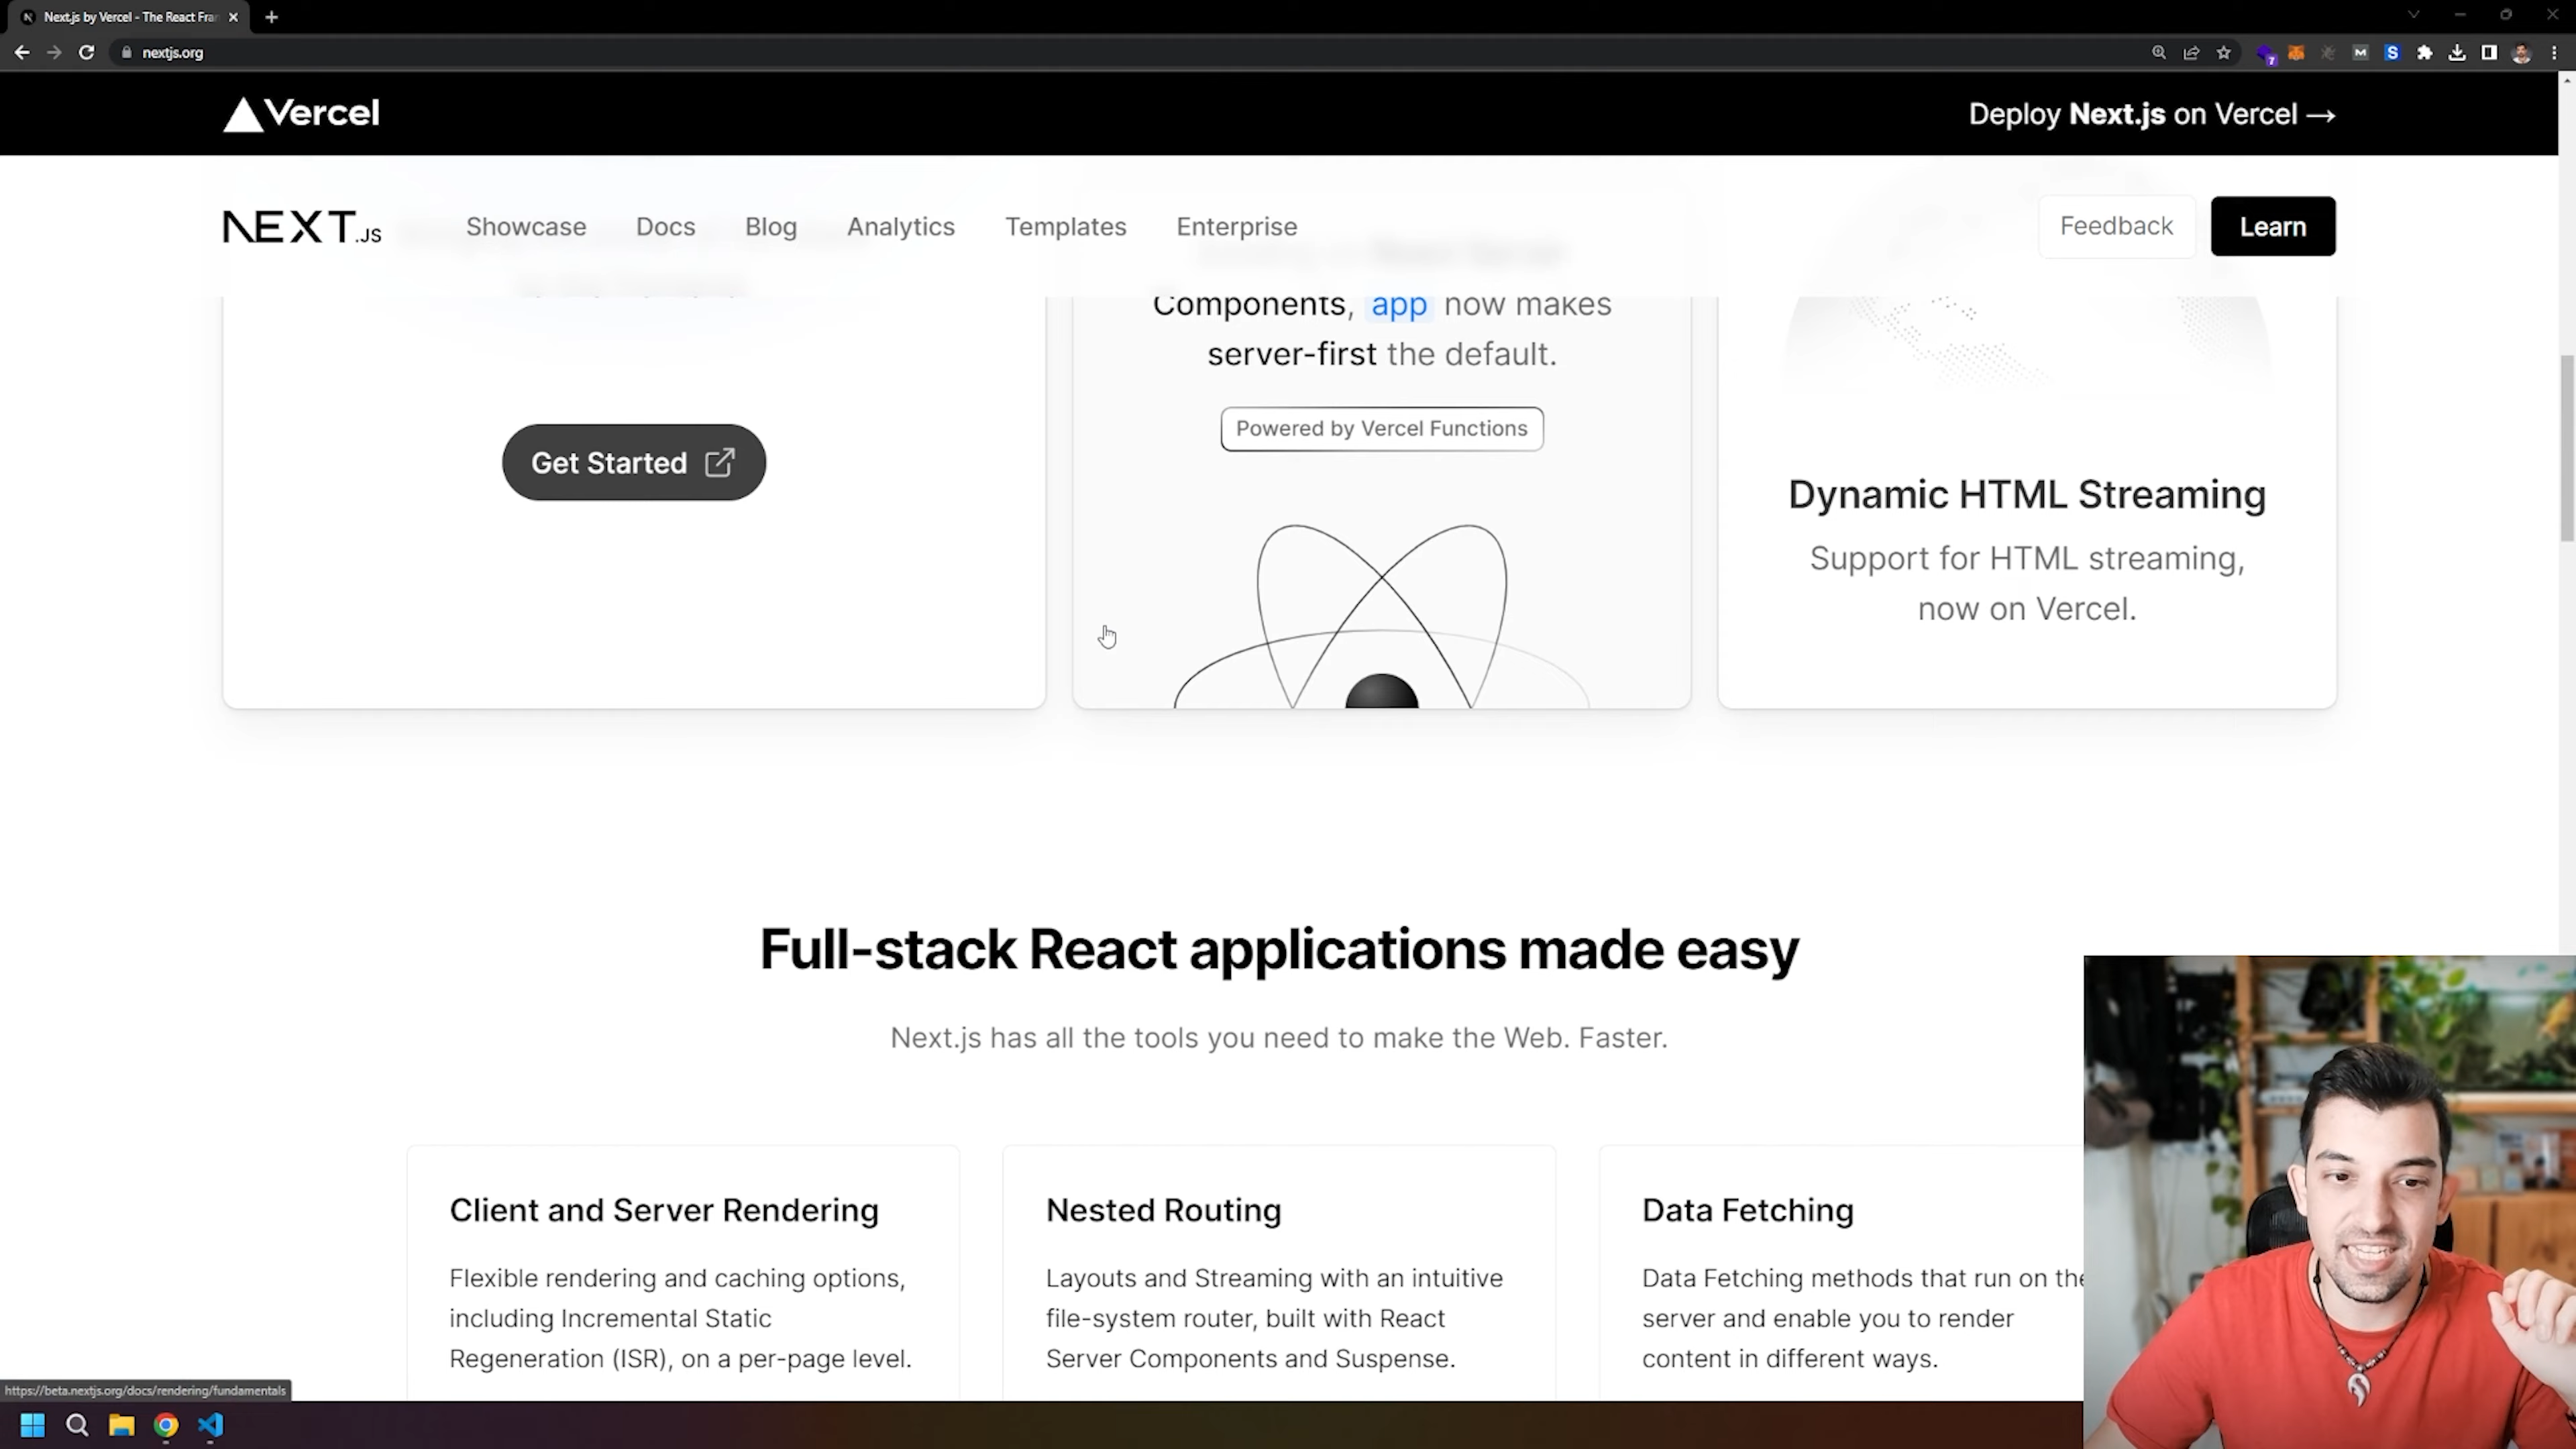 Next.js by Vercel - The React Fra
nextjs.org
7
M
S
Vercel
Deploy Next.js on Vercel →
NEXT.JS
Showcase
Docs
Blog
Analytics
Templates
Enterprise
Feedback
Learn
Get Started
Components, app now makes
server-first the default.
Powered by Vercel Functions
Dynamic HTML Streaming
Support for HTML streaming,
now on Vercel.
Full-stack React applications made easy
Next.js has all the tools you need to make the Web. Faster.
Client and Server Rendering
Flexible rendering and caching options,
including Incremental Static
Regeneration (ISR), on a per-page level.
Nested Routing
Layouts and Streaming with an intuitive
file-system router, built with React
Server Components and Suspense.
Data Fetching
Data Fetching methods that run on the
server and enable you to render
content in different ways.
https://beta.nextjs.org/docs/rendering/fundamentals